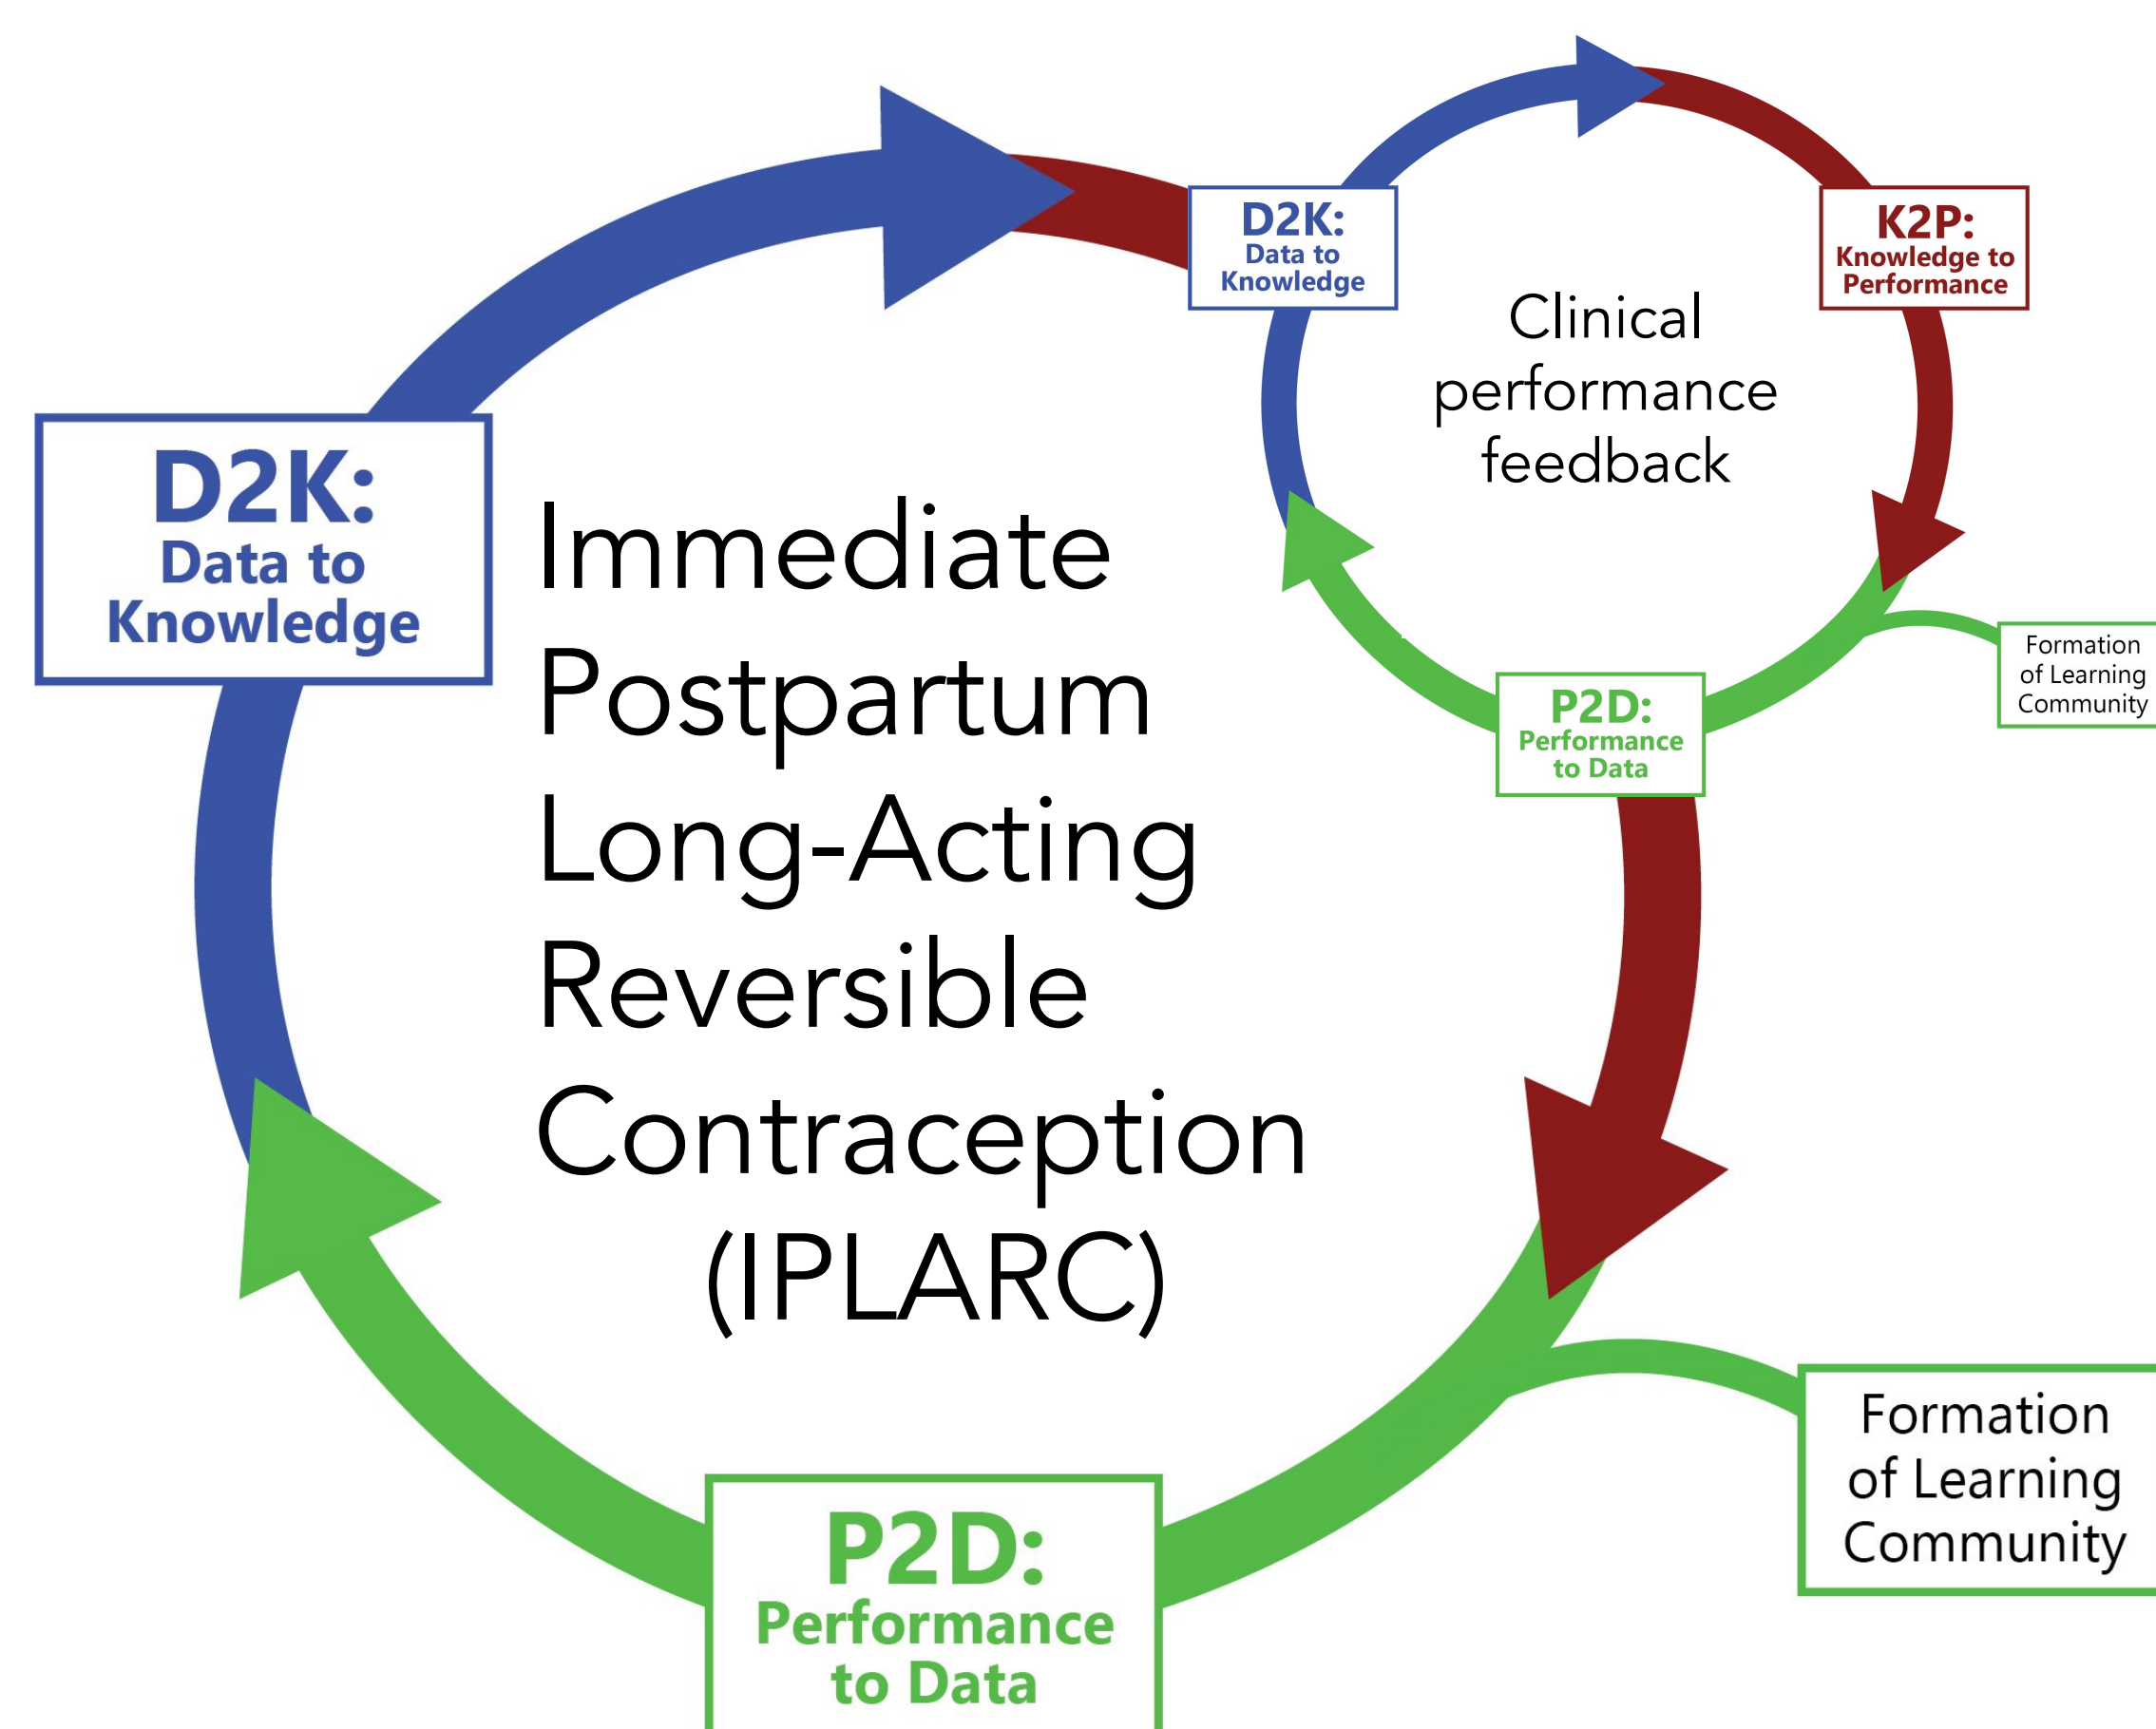 D2K:
Data to
Knowledge
K2P:
Knowledge to
Performance
Clinical
performance
feedback
P2D:
Performance
to Data
Formation
of Learning
Community
D2K:
Data to
Knowledge
Immediate
Postpartum
Long-Acting
Reversible
Contraception
(IPLARC)
Formation
of Learning
Community
P2D:
Performance
to Data